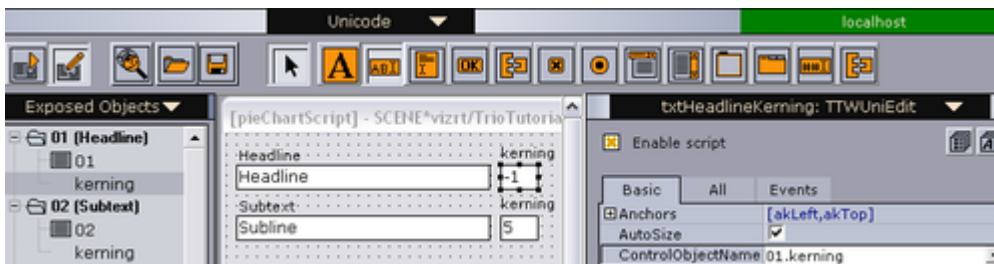 Unicode
localhost
A
ABI
OK
Exposed Objects
01 (Headline)
01
kerning
02 (Subtext)
02
kerning
[pieChartScript] - SCENE*vizrt/TrioTutoria
Headline
kerning
Headline
-1
Subtext
kerning
Subline
5
txtHeadlineKerning: TTWUniEdit
Enable script
A
Basic All Events
Anchors [akLeft,akTop]
AutoSize
ControlObjectName 01.kerning